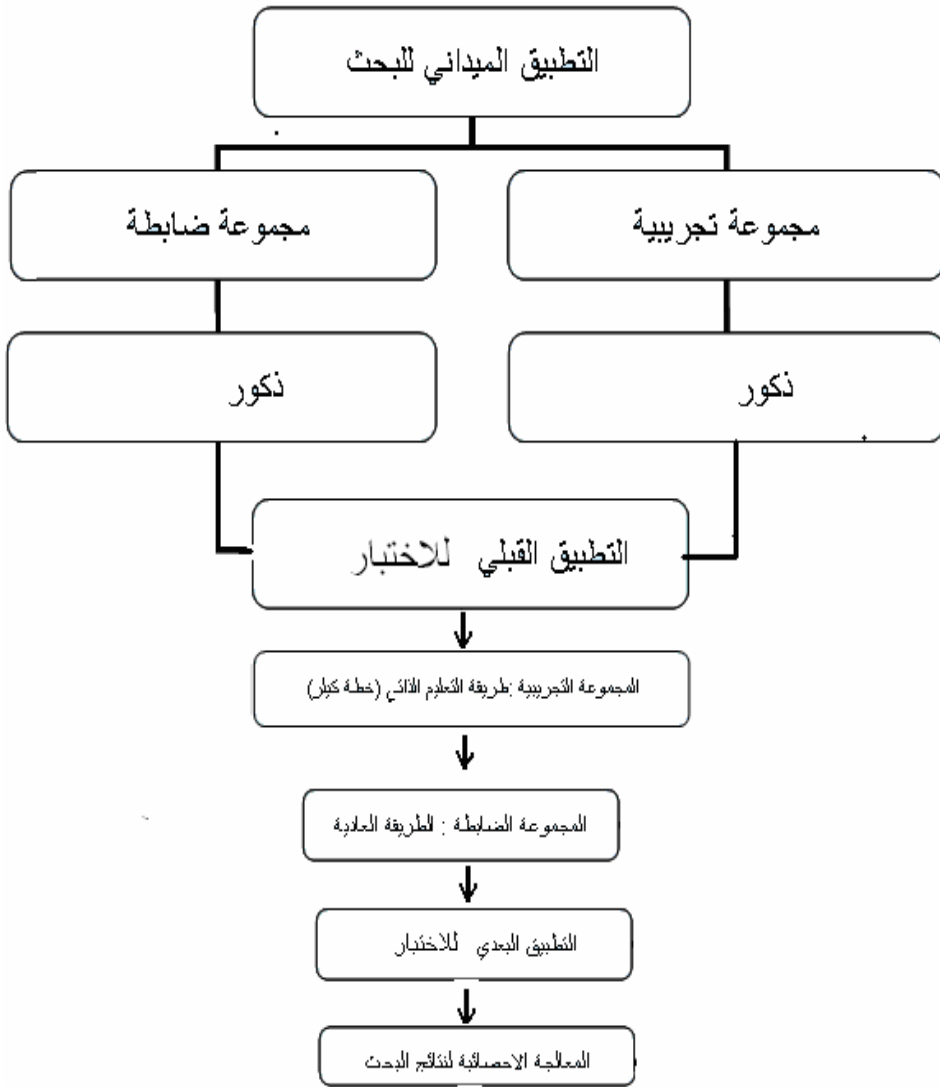 التطبيق الميداني للبحث
مجموعة تجريبية
مجموعة ضابطة
ذكور
ذكور
التطبيق القبلي للاختبار
المجموعة التجريبية :طريقة التعليم الذاتي (خطة كيلر)
المجموعة الضابطة : الطريقة العادية
التطبيق البعدي للاختبار
المعالجة الاحصائية لنتائج البحث